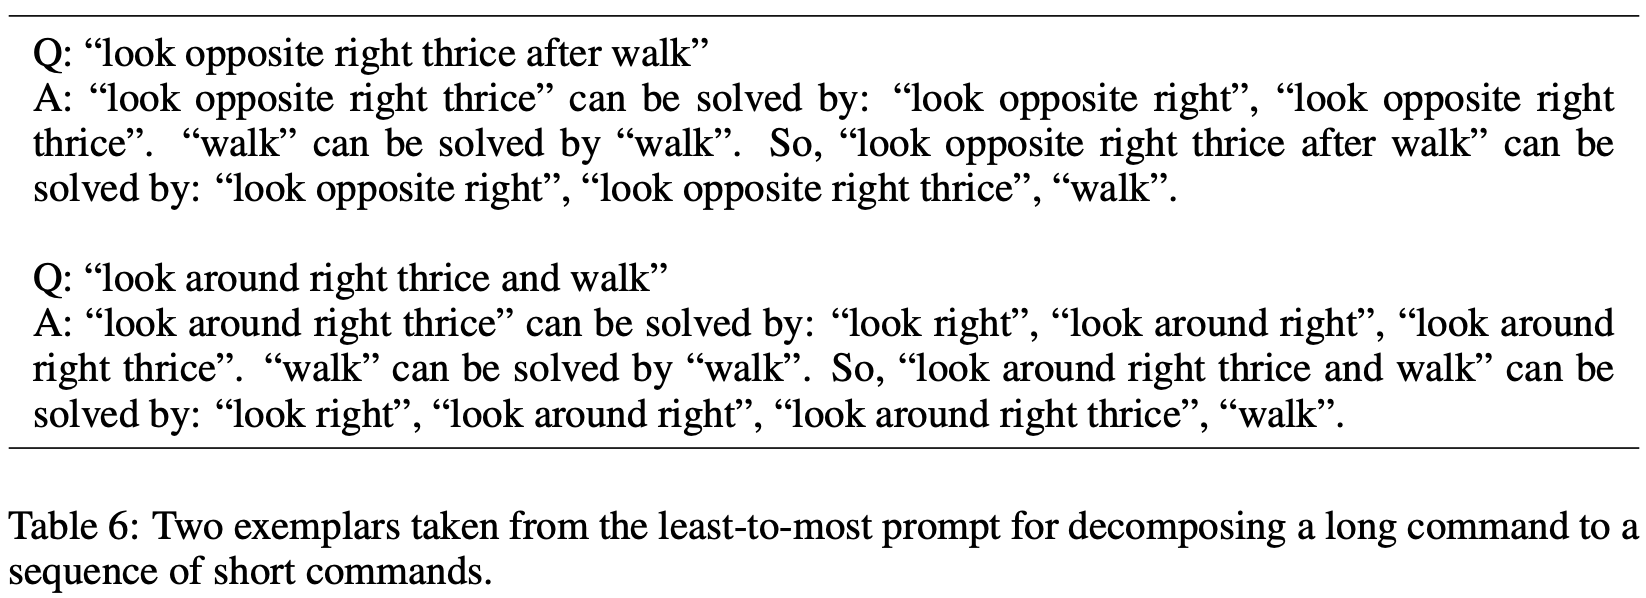 Q: “look opposite right thrice after walk”
A: “look opposite right thrice” can be solved by: “look opposite right”, “look opposite right
thrice”. “walk” can be solved by “walk”. So, “look opposite right thrice after walk” can be
solved by: “look opposite right”, “look opposite right thrice”, “walk”.
Q: “look around right thrice and walk”
A: “look around right thrice” can be solved by: “look right”, “look around right”, “look around
right thrice”. “walk” can be solved by “walk”. So, “look around right thrice and walk” can be
solved by: “look right”, “look around right”, “look around right thrice”, “walk”.
Table 6: Two exemplars taken from the least-to-most prompt for decomposing a long command to a
sequence of short commands.